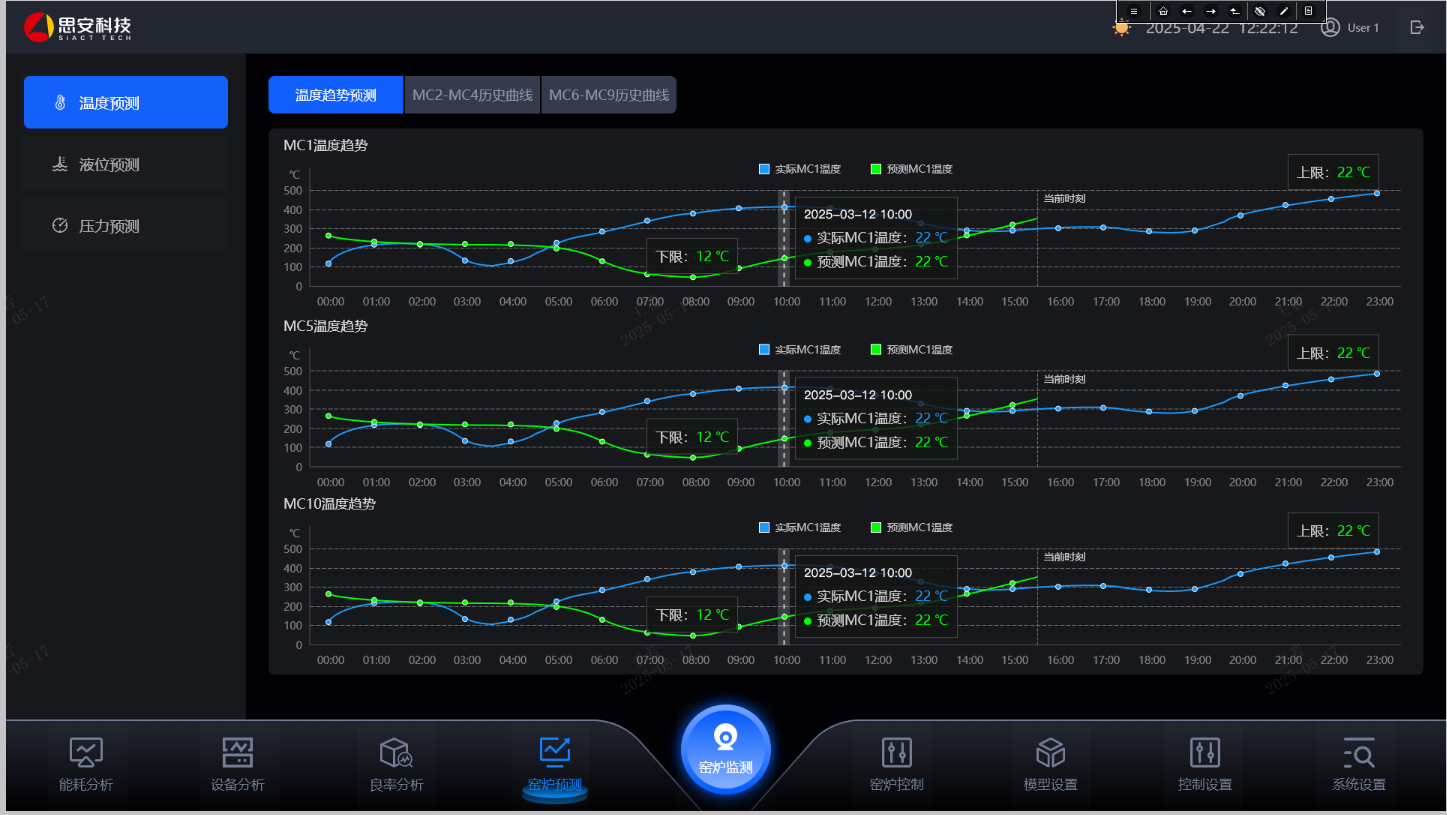 思安科技
SIACT TECH
2025-04-22 12:22:12
User 1
温度预测
液位预测
压力预测
温度趋势预测
MC2-MC4历史曲线
MC6-MC9历史曲线
MC1温度趋势
实际MC1温度
预测MC1温度
上限：22 ℃
℃
500
400
300
200
100
0
当前时刻
2025-03-12 10:00
实际MC1温度：22 ℃
预测MC1温度：22 ℃
下限：12 ℃
00:00 01:00 02:00 03:00 04:00 05:00 06:00 07:00 08:00 09:00 10:00 11:00 12:00 13:00 14:00 15:00 16:00 17:00 18:00 19:00 20:00 21:00 22:00 23:00
MC5温度趋势
实际MC1温度
预测MC1温度
上限：22 ℃
℃
500
400
300
200
100
0
当前时刻
2025-03-12 10:00
实际MC1温度：22 ℃
预测MC1温度：22 ℃
下限：12 ℃
00:00 01:00 02:00 03:00 04:00 05:00 06:00 07:00 08:00 09:00 10:00 11:00 12:00 13:00 14:00 15:00 16:00 17:00 18:00 19:00 20:00 21:00 22:00 23:00
MC10温度趋势
实际MC1温度
预测MC1温度
上限：22 ℃
℃
500
400
300
200
100
0
当前时刻
2025-03-12 10:00
实际MC1温度：22 ℃
预测MC1温度：22 ℃
下限：12 ℃
00:00 01:00 02:00 03:00 04:00 05:00 06:00 07:00 08:00 09:00 10:00 11:00 12:00 13:00 14:00 15:00 16:00 17:00 18:00 19:00 20:00 21:00 22:00 23:00
2025-05-17
能耗分析
设备分析
良率分析
窑炉预测
窑炉监测
窑炉控制
模型设置
控制设置
系统设置